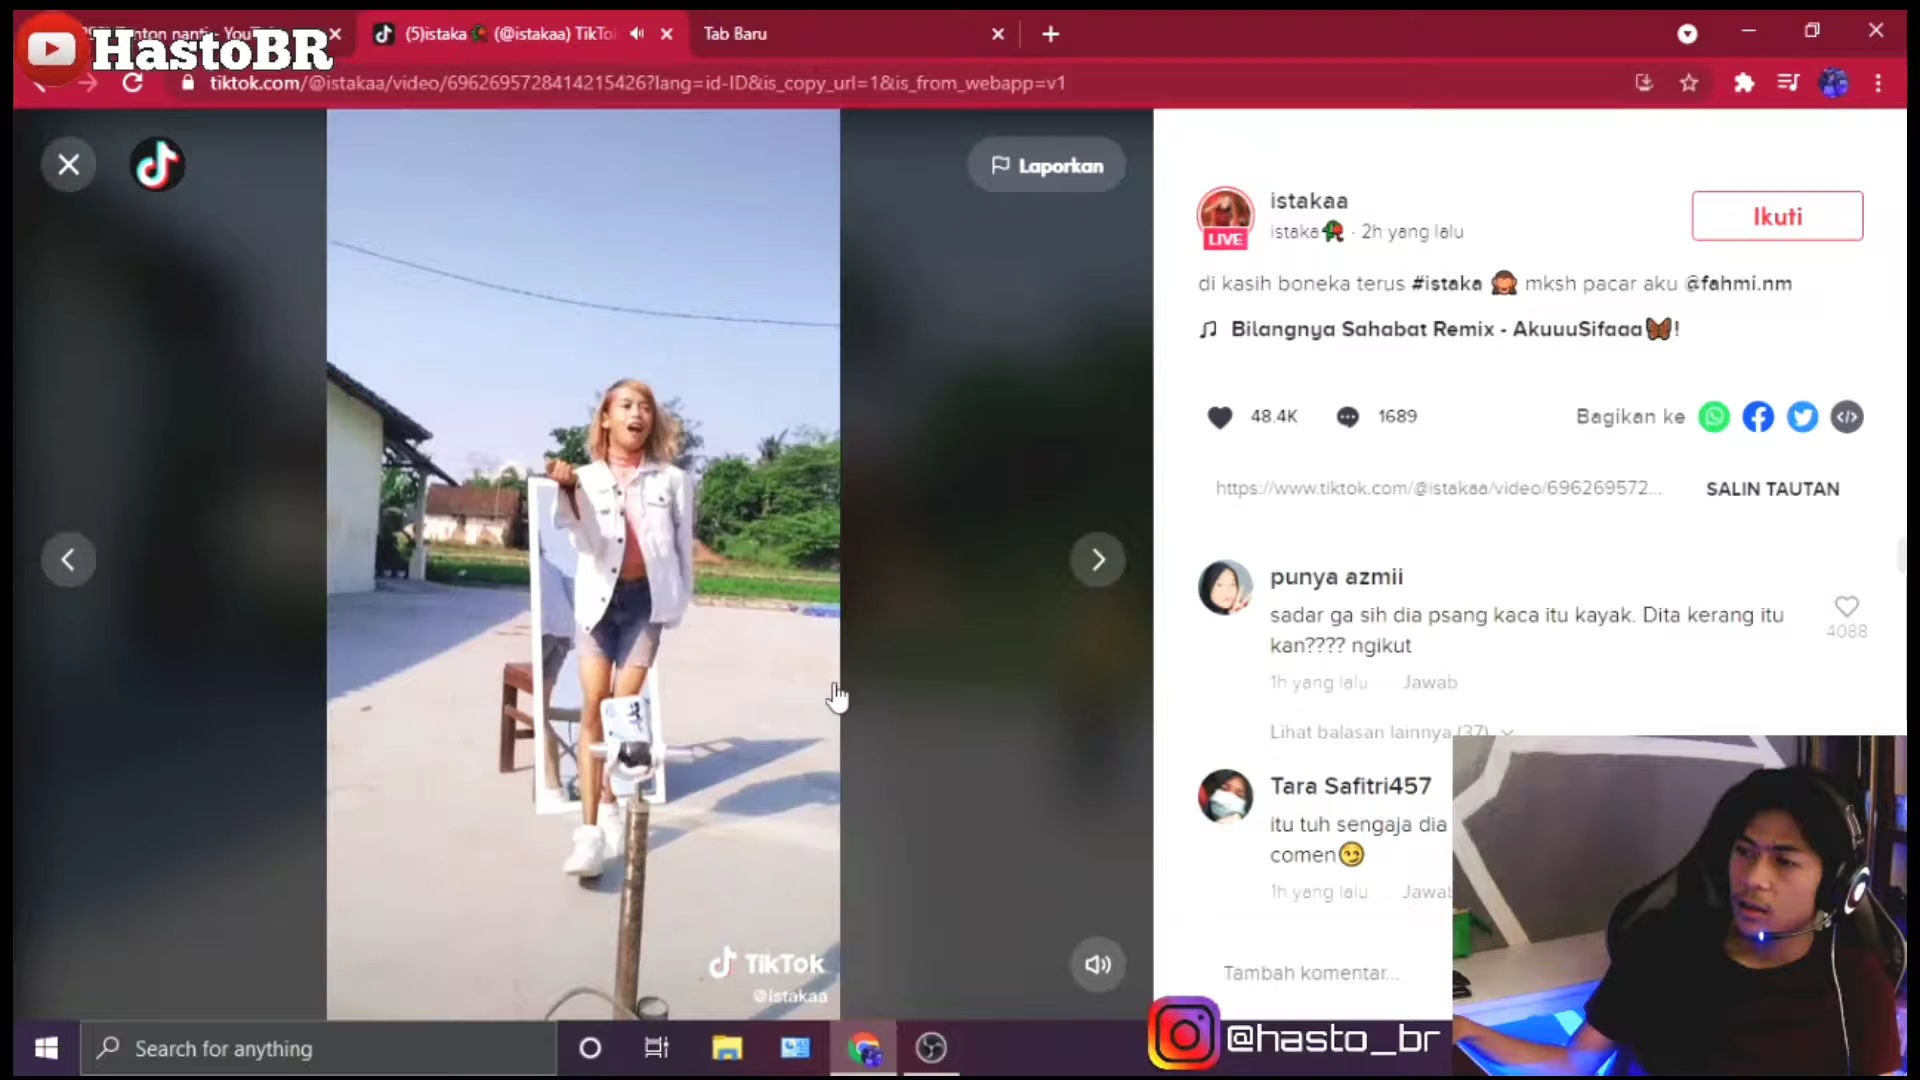 HastoBR
Tonton nanti - YouT
(5)istaka🥀 (@istakaa) TikTo
Tab Baru
tiktok.com/@istakaa/video/6962695728414215426?lang=id-ID&is_copy_url=1&is_from_webapp=v1
Laporkan
istakaa
istaka🥀 · 2h yang lalu
LIVE
Ikuti
di kasih boneka terus #istaka 🙊 mksh pacar aku @fahmi.nm
Bilangnya Sahabat Remix - AkuuuSifaaa🦋!
48.4K
1689
Bagikan ke
https://www.tiktok.com/@istakaa/video/696269572...
SALIN TAUTAN
punya azmii
sadar ga sih dia psang kaca itu kayak. Dita kerang itu
kan???? ngikut
4088
1h yang lalu Jawab
Lihat balasan lainnya (37)
Tara Safitri457
itu tuh sengaja dia
comen😏
1h yang lalu Jawab
Tambah komentar...
TikTok
@istakaa
Search for anything
@hasto_br